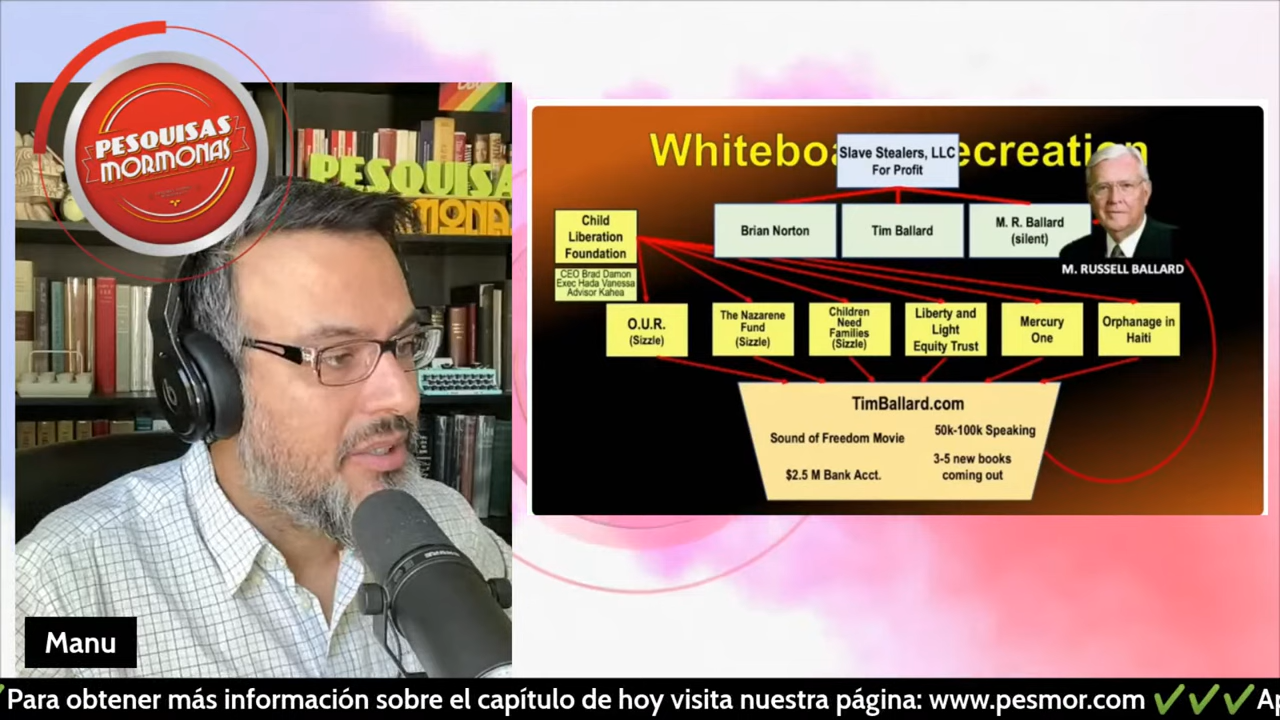 PESQUISAS
MORMONAS
PESQUISAS
MONA
Manu
Slave Stealers, LLC
For Profit
Child
Liberation
Foundation
CEO Brad Damon
Exec Hada Vanessa
Advisor Kahea
Brian Norton
Tim Ballard
M. R. Ballard
(silent)
M. RUSSELL BALLARD
O.U.R.
(Sizzle)
The Nazarene
Fund
(Sizzle)
Children
Need
Families
(Sizzle)
Liberty and
Light
Equity Trust
Mercury
One
Orphanage in
Haiti
TimBallard.com
Sound of Freedom Movie
50k-100k Speaking
$2.5 M Bank Acct.
3-5 new books
coming out
Para obtener más información sobre el capítulo de hoy visita nuestra página: www.pesmor.com